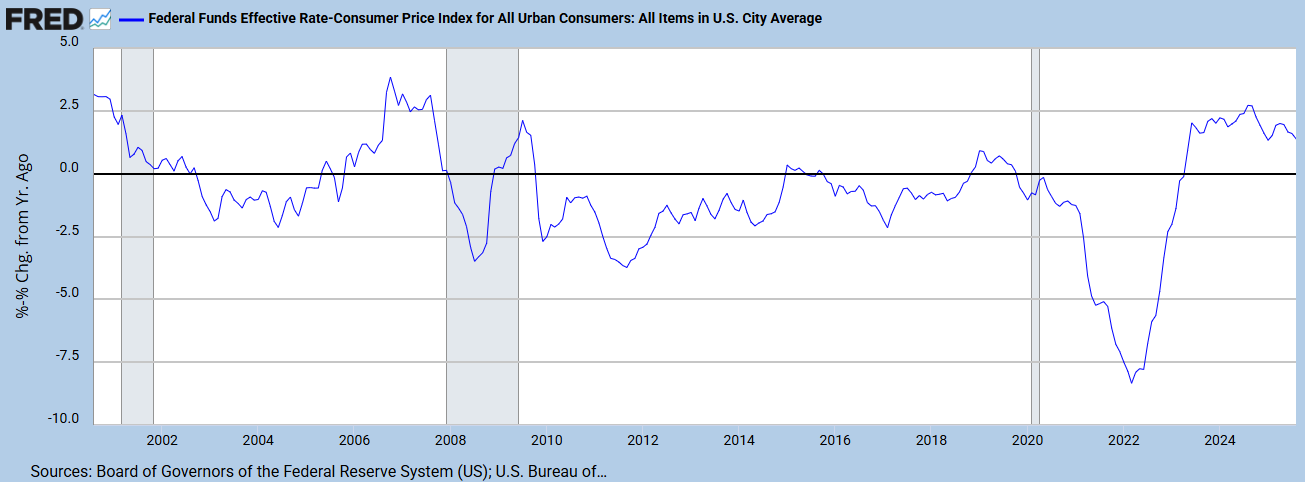 FRED
Federal Funds Effective Rate-Consumer Price Index for All Urban Consumers: All Items in U.S. City Average
5.0
2.5
0.0
-2.5
-5.0
-7.5
-10.0
%-% Chg. from Yr. Ago
2002 2004 2006 2008 2010 2012 2014 2016 2018 2020 2022 2024
Sources: Board of Governors of the Federal Reserve System (US); U.S. Bureau of…